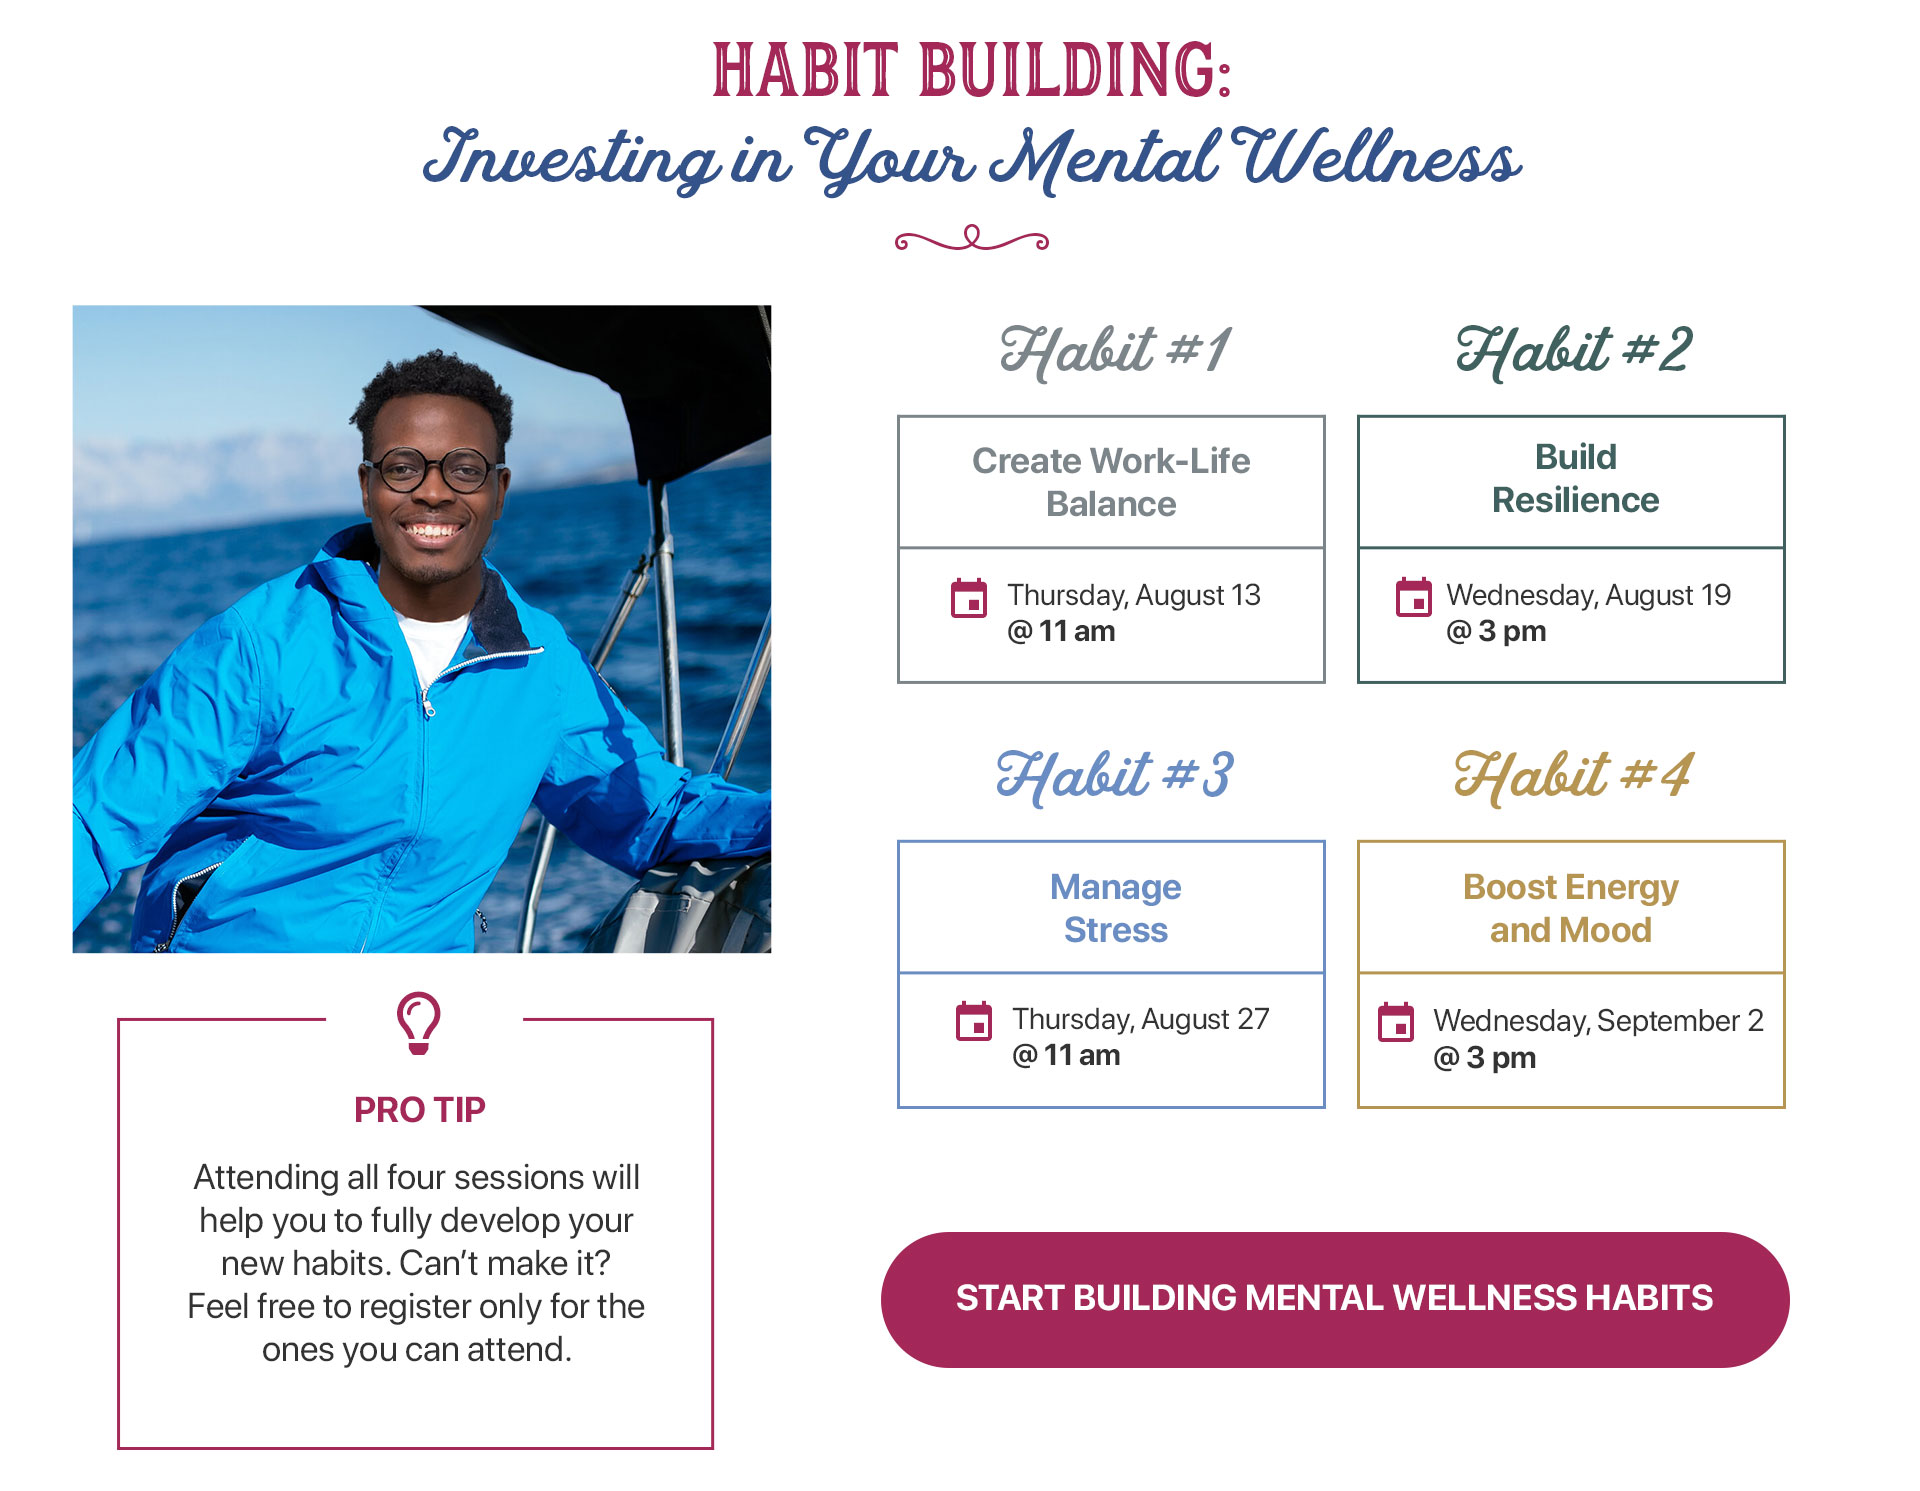 HABIT BUILDING:
Investing in Your Mental Wellness
Habit #1
Create Work-Life
Balance
Thursday, August 13
@ 11 am
Habit #2
Build
Resilience
Wednesday, August 19
@ 3 pm
Habit #3
Manage
Stress
Thursday, August 27
@ 11 am
Habit #4
Boost Energy
and Mood
Wednesday, September 2
@ 3 pm
PRO TIP
Attending all four sessions will
help you to fully develop your
new habits. Can’t make it?
Feel free to register only for the
ones you can attend.
START BUILDING MENTAL WELLNESS HABITS